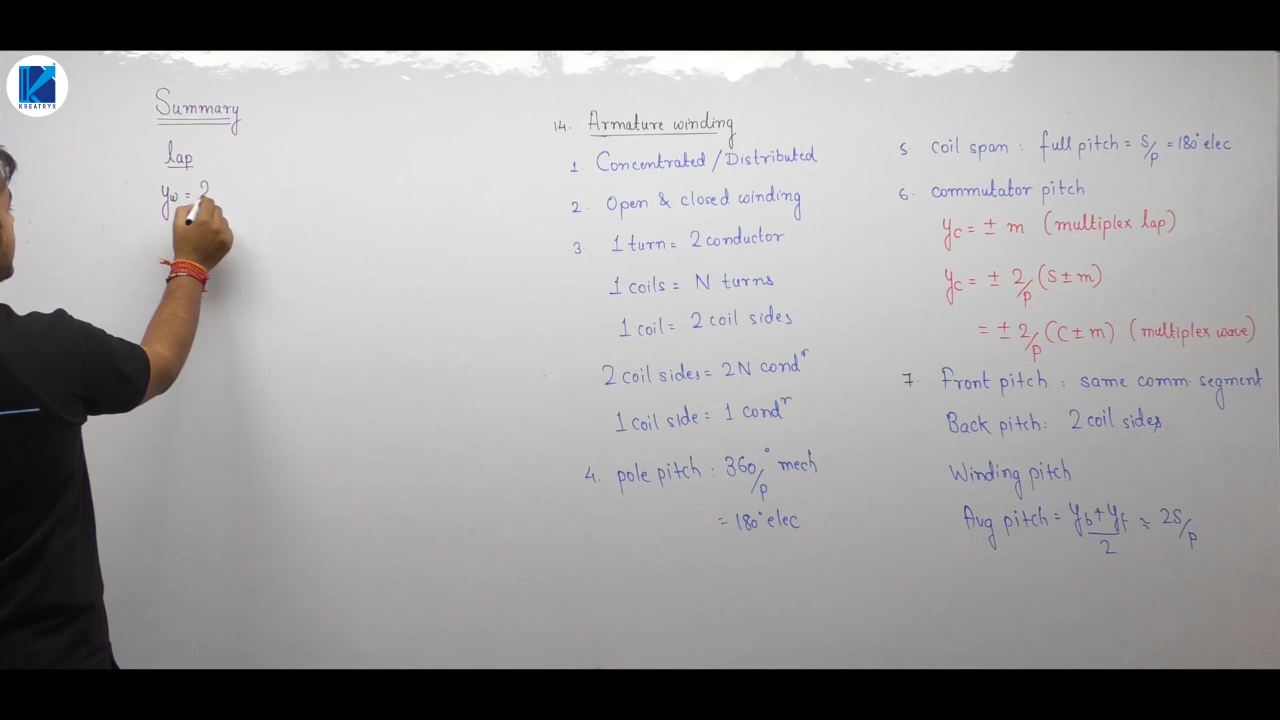 KREATRYX
Summary
lap
yw = 2
14. Armature winding
1 Concentrated / Distributed
2. Open & closed winding
3. 1 turn = 2 conductor
1 coils = N turns
1 coil = 2 coil sides
2 coil sides = 2N condʳ
1 coil side = 1 condʳ
4. pole pitch : 360/p° mech
= 180° elec
5 coil span : full pitch = S/p = 180° elec
6. commutator pitch
yc = ± m (multiplex lap)
yc = ± 2/p (S ± m)
= ± 2/p (C ± m) (multiplex wave)
7 Front pitch : same comm. segment
Back pitch : 2 coil sides
Winding pitch
Avg pitch = yb + yf / 2 ≈ 2S/p